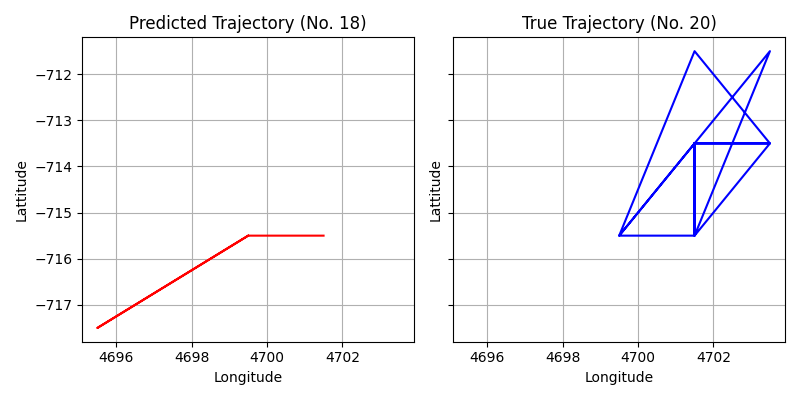 Predicted Trajectory (No. 18)
True Trajectory (No. 20)
−712
−713
−714
−715
−716
−717
Lattitude
Lattitude
4696 4698 4700 4702
4696 4698 4700 4702
Longitude
Longitude